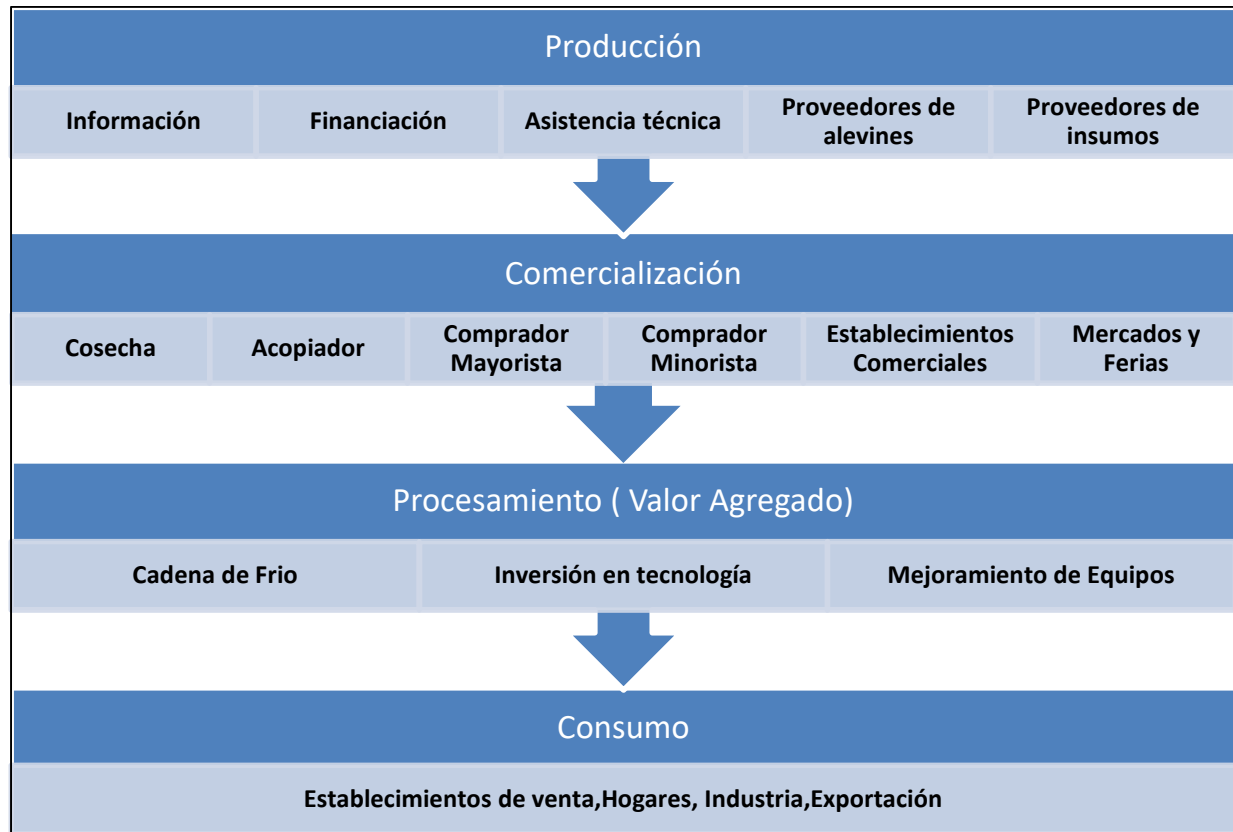 Producción
Información Financiación Asistencia técnica Proveedores de alevines Proveedores de insumos
Comercialización
Cosecha Acopiador Comprador Mayorista Comprador Minorista Establecimientos Comerciales Mercados y Ferias
Procesamiento ( Valor Agregado)
Cadena de Frio Inversión en tecnología Mejoramiento de Equipos
Consumo
Establecimientos de venta,Hogares, Industria,Exportación